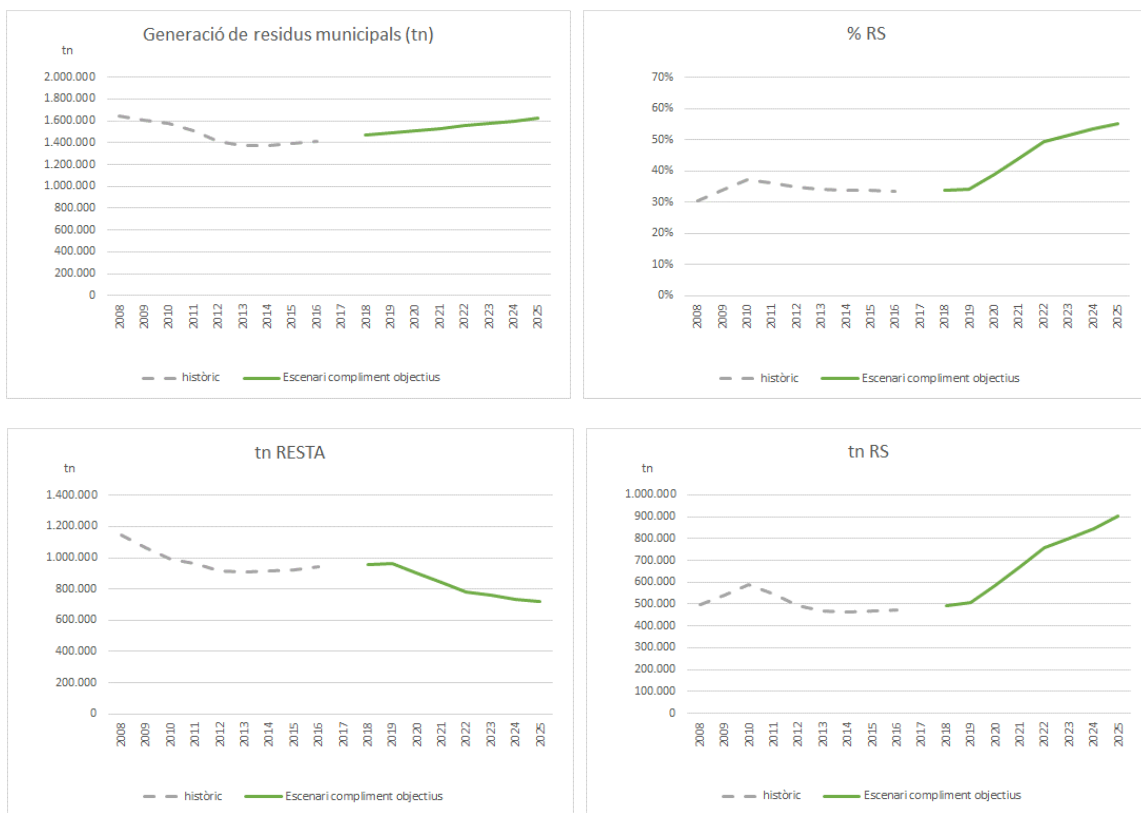 Generació de residus municipals (tn)
tn
2.000.000
1.800.000
1.600.000
1.400.000
1.200.000
1.000.000
800.000
600.000
400.000
200.000
0
2008 2009 2010 2011 2012 2013 2014 2015 2016 2017 2018 2019 2020 2021 2022 2023 2024 2025
històric Escenari compliment objectius
% RS
70%
60%
50%
40%
30%
20%
10%
0%
2008 2009 2010 2011 2012 2013 2014 2015 2016 2017 2018 2019 2020 2021 2022 2023 2024 2025
històric Escenari compliment objectius
tn RESTA
tn
1.400.000
1.200.000
1.000.000
800.000
600.000
400.000
200.000
0
2008 2009 2010 2011 2012 2013 2014 2015 2016 2017 2018 2019 2020 2021 2022 2023 2024 2025
històric Escenari compliment objectius
tn RS
tn
1.000.000
900.000
800.000
700.000
600.000
500.000
400.000
300.000
200.000
100.000
0
2008 2009 2010 2011 2012 2013 2014 2015 2016 2017 2018 2019 2020 2021 2022 2023 2024 2025
històric Escenari compliment objectius